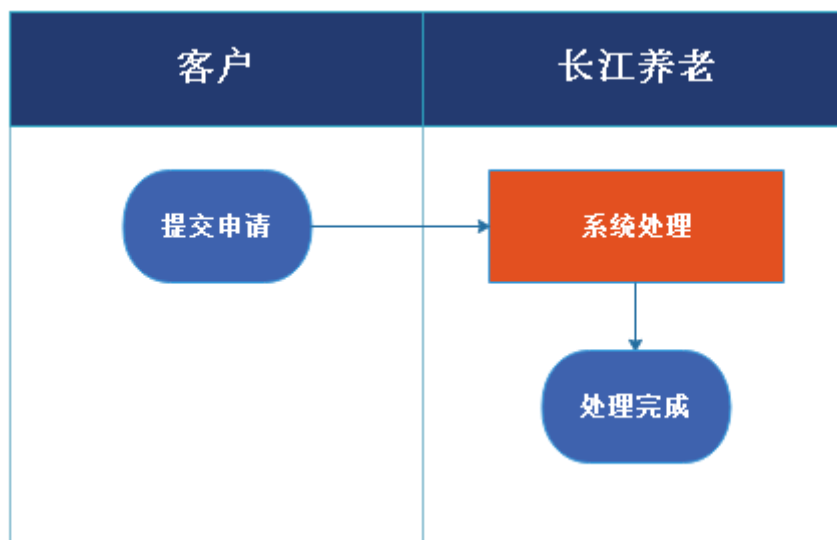 客户
长江养老
提交申请
系统处理
处理完成